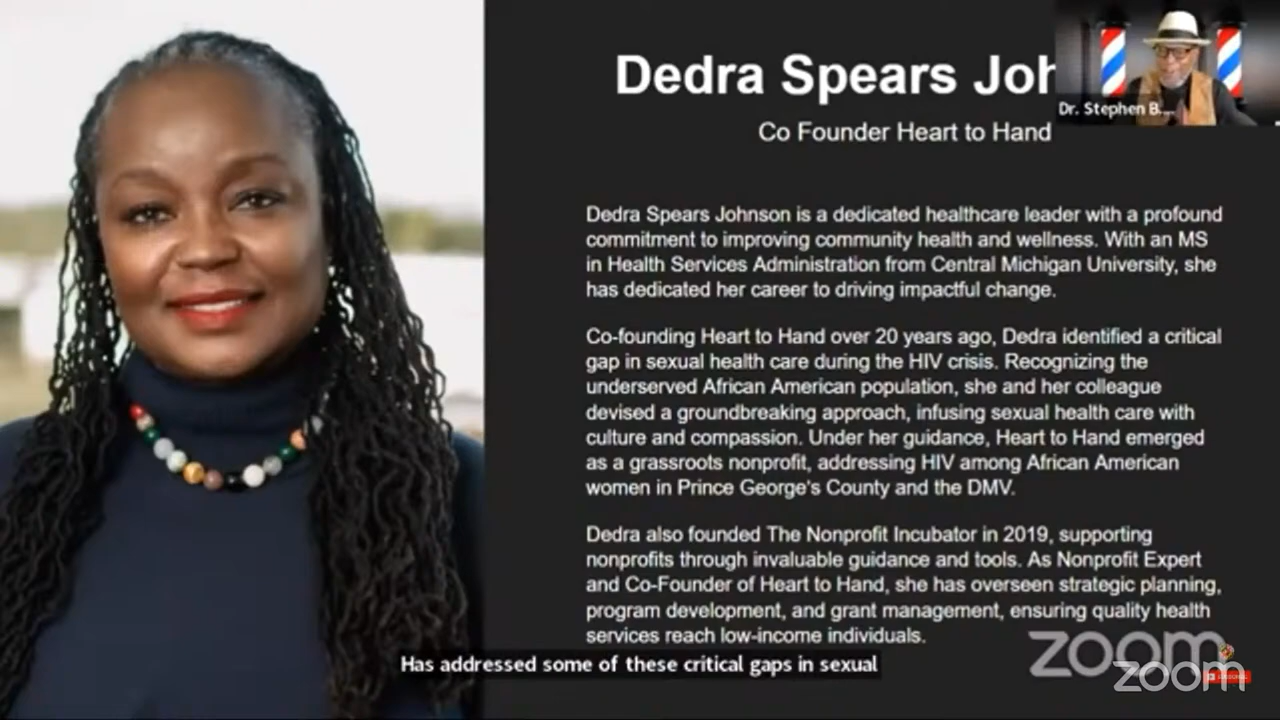 Dedra Spears Joh
Dr. Stephen B....
Co Founder Heart to Hand
Dedra Spears Johnson is a dedicated healthcare leader with a profound
commitment to improving community health and wellness. With an MS
in Health Services Administration from Central Michigan University, she
has dedicated her career to driving impactful change.
Co-founding Heart to Hand over 20 years ago, Dedra identified a critical
gap in sexual health care during the HIV crisis. Recognizing the
underserved African American population, she and her colleague
devised a groundbreaking approach, infusing sexual health care with
culture and compassion. Under her guidance, Heart to Hand emerged
as a grassroots nonprofit, addressing HIV among African American
women in Prince George's County and the DMV.
Dedra also founded The Nonprofit Incubator in 2019, supporting
nonprofits through invaluable guidance and tools. As Nonprofit Expert
and Co-Founder of Heart to Hand, she has overseen strategic planning,
program development, and grant management, ensuring quality health
services reach low-income individuals.
Has addressed some of these critical gaps in sexual
zoom
zoom
SUBSCRIBE